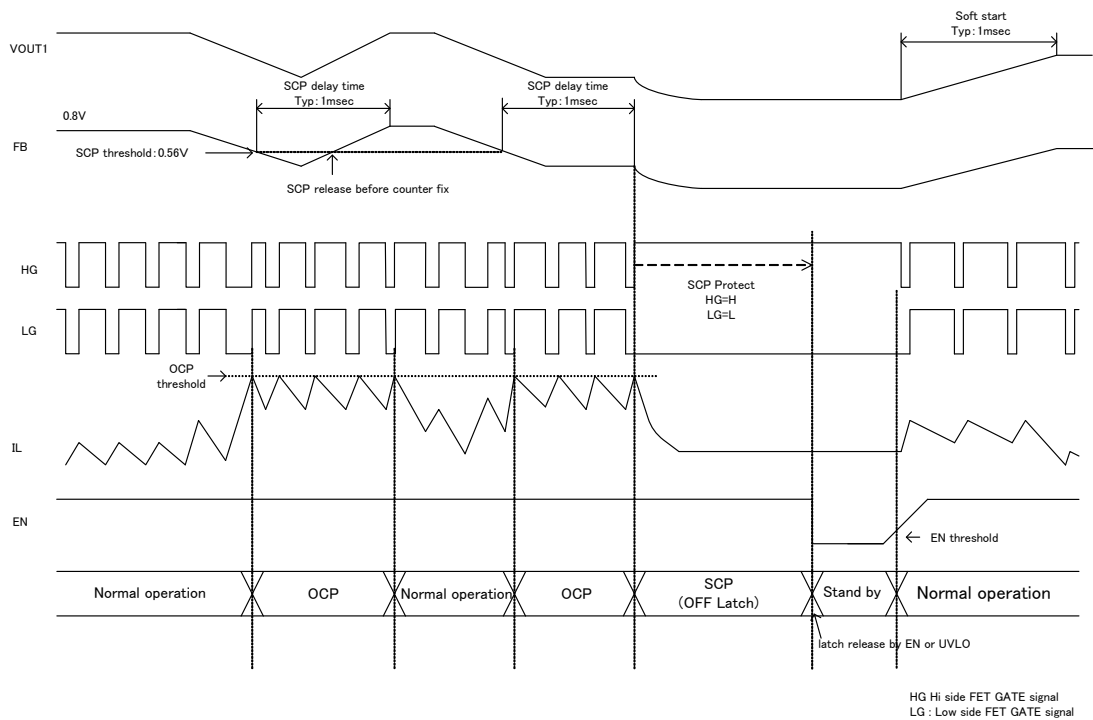 Soft start
Typ: 1msec
VOUT1
SCP delay time
Typ: 1msec
SCP delay time
Typ: 1msec
0.8V
FB
SCP threshold:0.56V
SCP release before counter fix
HG
SCP Protect
HG=H
LG=L
LG
OCP
threshold
IL
EN
EN threshold
Normal operation
OCP
Normal operation
OCP
SCP
(OFF Latch)
Stand by
Normal operation
latch release by EN or UVLO
HG Hi side FET GATE signal
LG : Low side FET GATE signal